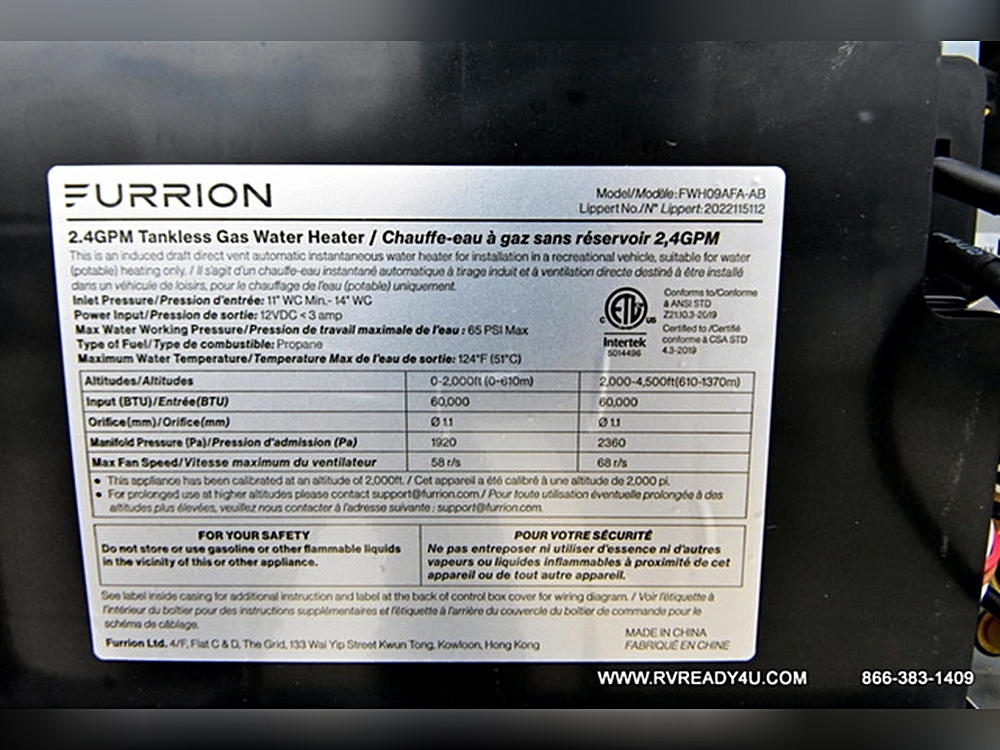 FURRION
Model/Modèle:FWH09AFA-AB
Lippert No./N° Lippert: 2022115112
2.4GPM Tankless Gas Water Heater / Chauffe-eau à gaz sans réservoir 2,4GPM
This is an induced draft direct vent automatic instantaneous water heater for installation in a recreational vehicle, suitable for water
(potable) heating only. / Il s'agit d'un chauffe-eau instantané automatique à tirage induit et à ventilation directe destiné à être installé
dans un véhicule de loisirs, pour le chauffage de l'eau (potable) uniquement.
Inlet Pressure/Pression d'entrée: 11" WC Min.- 14" WC
Power Input/Pression de sortie: 12VDC < 3 amp
Max Water Working Pressure/Pression de travail maximale de l'eau : 65 PSI Max
Type of Fuel/Type de combustible: Propane
Maximum Water Temperature/Temperature Max de l'eau de sortie: 124°F (51°C)
ETL
C US
Intertek
5014496
Conforms to/Conforme
à ANSI STD
Z21.10.3-2019
Certified to /Certifié
conforme à CSA STD
4.3-2019
Altitudes/Altitudes 0-2,000ft (0-610m) 2,000-4,500ft(610-1370m)
Input (BTU)/Entrée(BTU) 60,000 60,000
Orifice(mm)/Orifice(mm) Ø 1.1 Ø 1.1
Manifold Pressure (Pa)/Pression d'admission (Pa) 1920 2360
Max Fan Speed/Vitesse maximum du ventilateur 58 r/s 68 r/s
• This appliance has been calibrated at an altitude of 2,000ft. / Cet appareil a été calibré à une altitude de 2,000 pi.
• For prolonged use at higher altitudes please contact support@furrion.com / Pour toute utilisation éventuelle prolongée à des
altitudes plus élevées, veuillez nous contacter à l'adresse suivante : support@furrion.com.
FOR YOUR SAFETY
Do not store or use gasoline or other flammable liquids
in the vicinity of this or other appliance.
POUR VOTRE SÉCURITÉ
Ne pas entreposer ni utiliser d'essence ni d'autres
vapeurs ou liquides inflammables à proximité de cet
appareil ou de tout autre appareil.
See label inside casing for additional instruction and label at the back of control box cover for wiring diagram. / Voir l'étiquette à
l'intérieur du boîtier pour des instructions supplémentaires et l'étiquette à l'arrière du couvercle du boîtier de commande pour le
schéma de câblage.
Furrion Ltd. 4/F, Flat C & D, The Grid, 133 Wai Yip Street Kwun Tong, Kowloon, Hong Kong
MADE IN CHINA
FABRIQUÉ EN CHINE
WWW.RVREADY4U.COM 866-383-1409